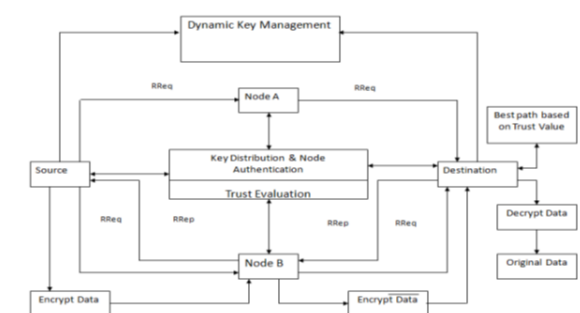 Dynamic Key Management
RReq
RReq
Node A
Best path based
on Trust Value
Key Distribution & Node
Authentication
Source
Destination
Trust Evaluation
Decrypt Data
RReq
RRep
RRep
RReq
Node B
Original Data
Encrypt Data
Encrypt Data